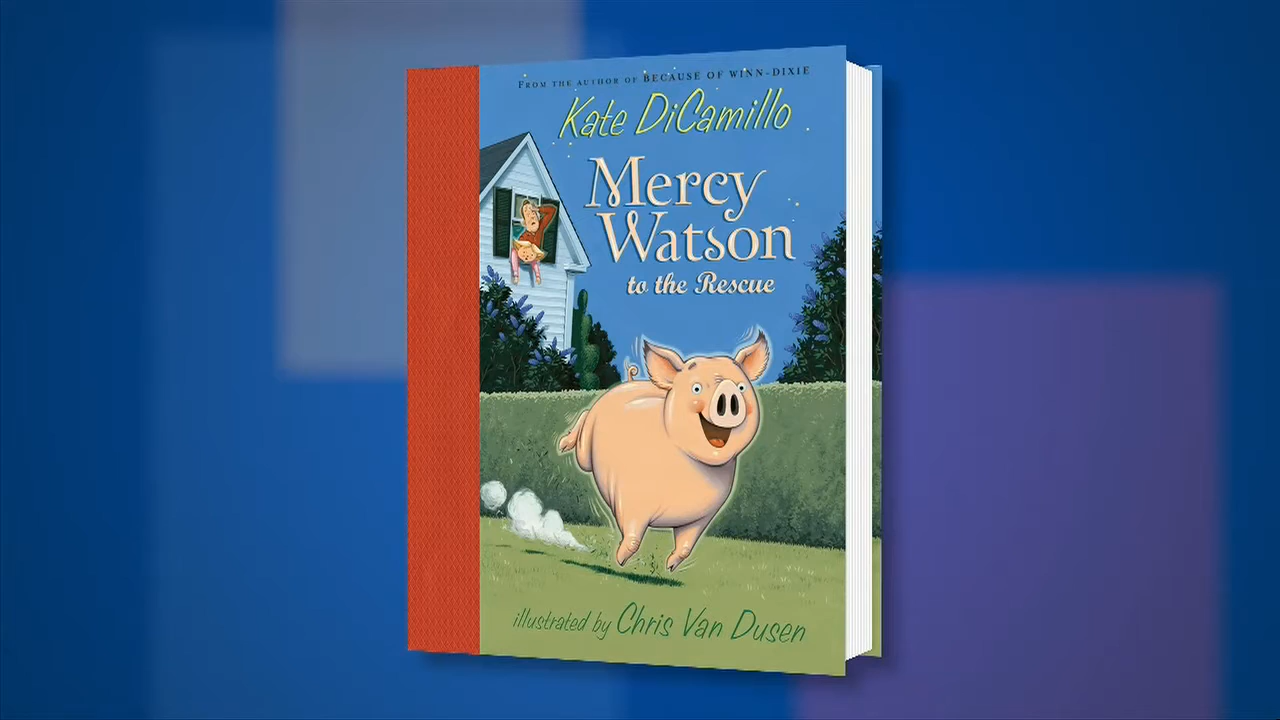 FROM THE AUTHOR OF BECAUSE OF WINN-DIXIE
Kate DiCamillo
Mercy
Watson
to the Rescue
illustrated by Chris Van Dusen